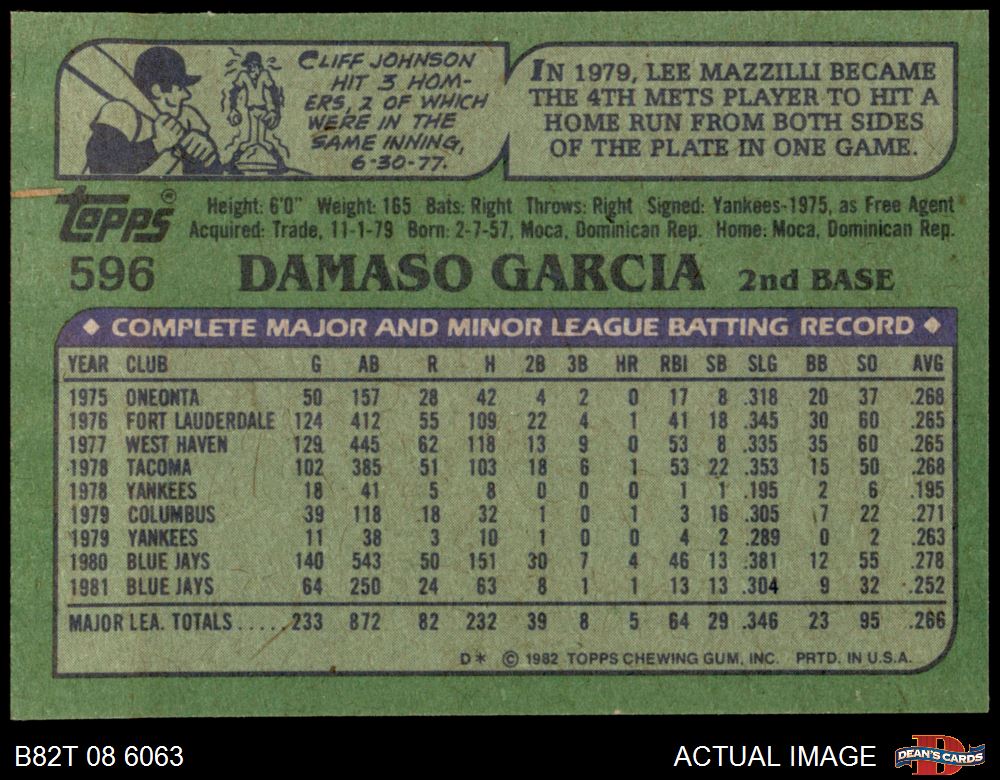 CLIFF JOHNSON
HIT 3 HOM-
ERS, 2 OF WHICH
WERE IN THE
SAME INNING,
6-30-77.
IN 1979, LEE MAZZILLI BECAME
THE 4TH METS PLAYER TO HIT A
HOME RUN FROM BOTH SIDES
OF THE PLATE IN ONE GAME.
TOPPS®
Height: 6'0" Weight: 165 Bats: Right Throws: Right Signed: Yankees-1975, as Free Agent
Acquired: Trade, 11-1-79 Born: 2-7-57, Moca, Dominican Rep. Home: Moca, Dominican Rep.
596 DAMASO GARCIA 2nd BASE
◆ COMPLETE MAJOR AND MINOR LEAGUE BATTING RECORD ◆
YEAR CLUB G AB R H 2B 3B HR RBI SB SLG BB SO AVG
1975 ONEONTA 50 157 28 42 4 2 0 17 8 .318 20 37 .268
1976 FORT LAUDERDALE 124 412 55 109 22 4 1 41 18 .345 30 60 .265
1977 WEST HAVEN 129 445 62 118 13 9 0 53 8 .335 35 60 .265
1978 TACOMA 102 385 51 103 18 6 1 53 22 .353 15 50 .268
1978 YANKEES 18 41 5 8 0 0 0 1 1 .195 2 6 .195
1979 COLUMBUS 39 118 18 32 1 0 1 3 16 .305 7 22 .271
1979 YANKEES 11 38 3 10 1 0 0 4 2 .289 0 2 .263
1980 BLUE JAYS 140 543 50 151 30 7 4 46 13 .381 12 55 .278
1981 BLUE JAYS 64 250 24 63 8 1 1 13 13 .304 9 32 .252
MAJOR LEA. TOTALS ..... 233 872 82 232 39 8 5 64 29 .346 23 95 .266
D* © 1982 TOPPS CHEWING GUM, INC. PRTD. IN U.S.A.
B82T 08 6063 ACTUAL IMAGE DEAN'S CARDS